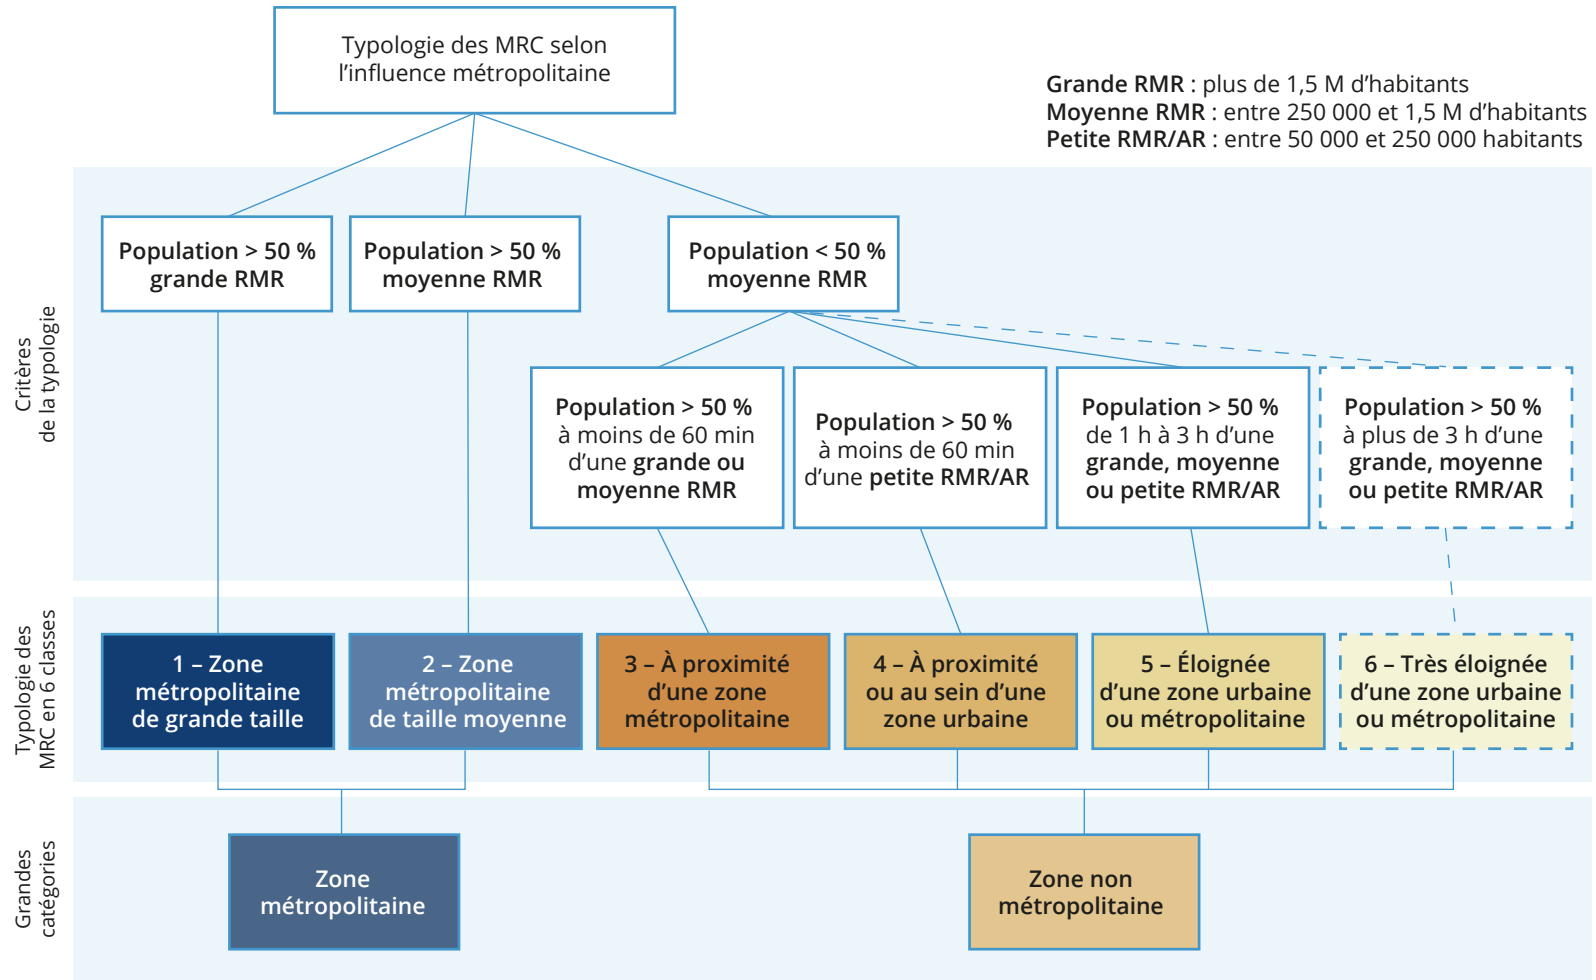 Typologie des MRC selon
l’influence métropolitaine
Grande RMR : plus de 1,5 M d’habitants
Moyenne RMR : entre 250 000 et 1,5 M d’habitants
Petite RMR/AR : entre 50 000 et 250 000 habitants
Critères
de la typologie
Population > 50 %
grande RMR
Population > 50 %
moyenne RMR
Population < 50 %
moyenne RMR
Population > 50 %
à moins de 60 min
d’une grande ou
moyenne RMR
Population > 50 %
à moins de 60 min
d’une petite RMR/AR
Population > 50 %
de 1 h à 3 h d’une
grande, moyenne
ou petite RMR/AR
Population > 50 %
à plus de 3 h d’une
grande, moyenne
ou petite RMR/AR
Typologie des
MRC en 6 classes
1 – Zone
métropolitaine
de grande taille
2 – Zone
métropolitaine
de taille moyenne
3 – À proximité
d’une zone
métropolitaine
4 – À proximité
ou au sein d’une
zone urbaine
5 – Éloignée
d’une zone urbaine
ou métropolitaine
6 – Très éloignée
d’une zone urbaine
ou métropolitaine
Grandes
catégories
Zone
métropolitaine
Zone non
métropolitaine